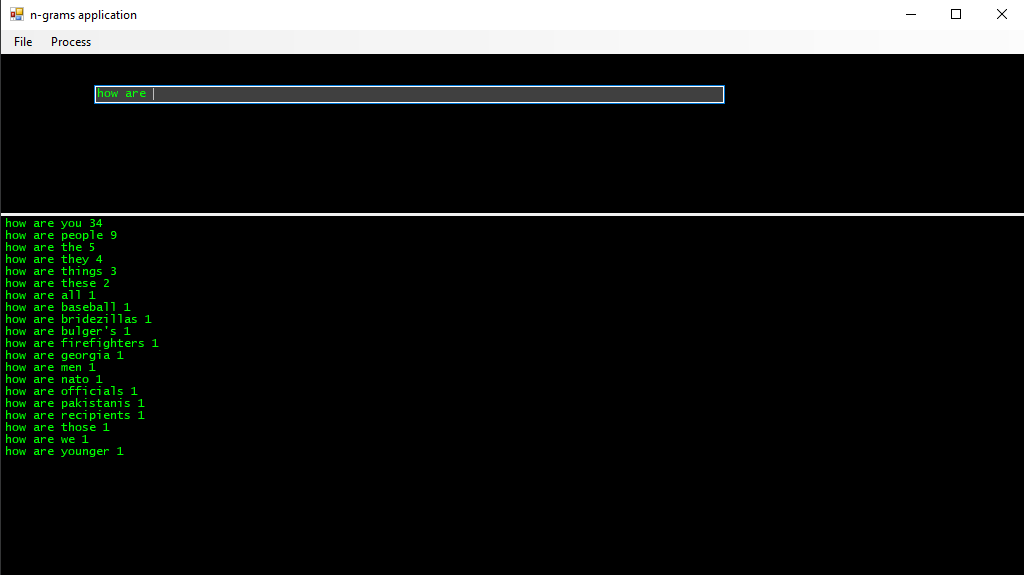 n-grams application
File Process
how are
how are you 34
how are people 9
how are the 5
how are they 4
how are things 3
how are these 2
how are all 1
how are baseball 1
how are bridezillas 1
how are bulger's 1
how are firefighters 1
how are georgia 1
how are men 1
how are nato 1
how are officials 1
how are pakistanis 1
how are recipients 1
how are those 1
how are we 1
how are younger 1